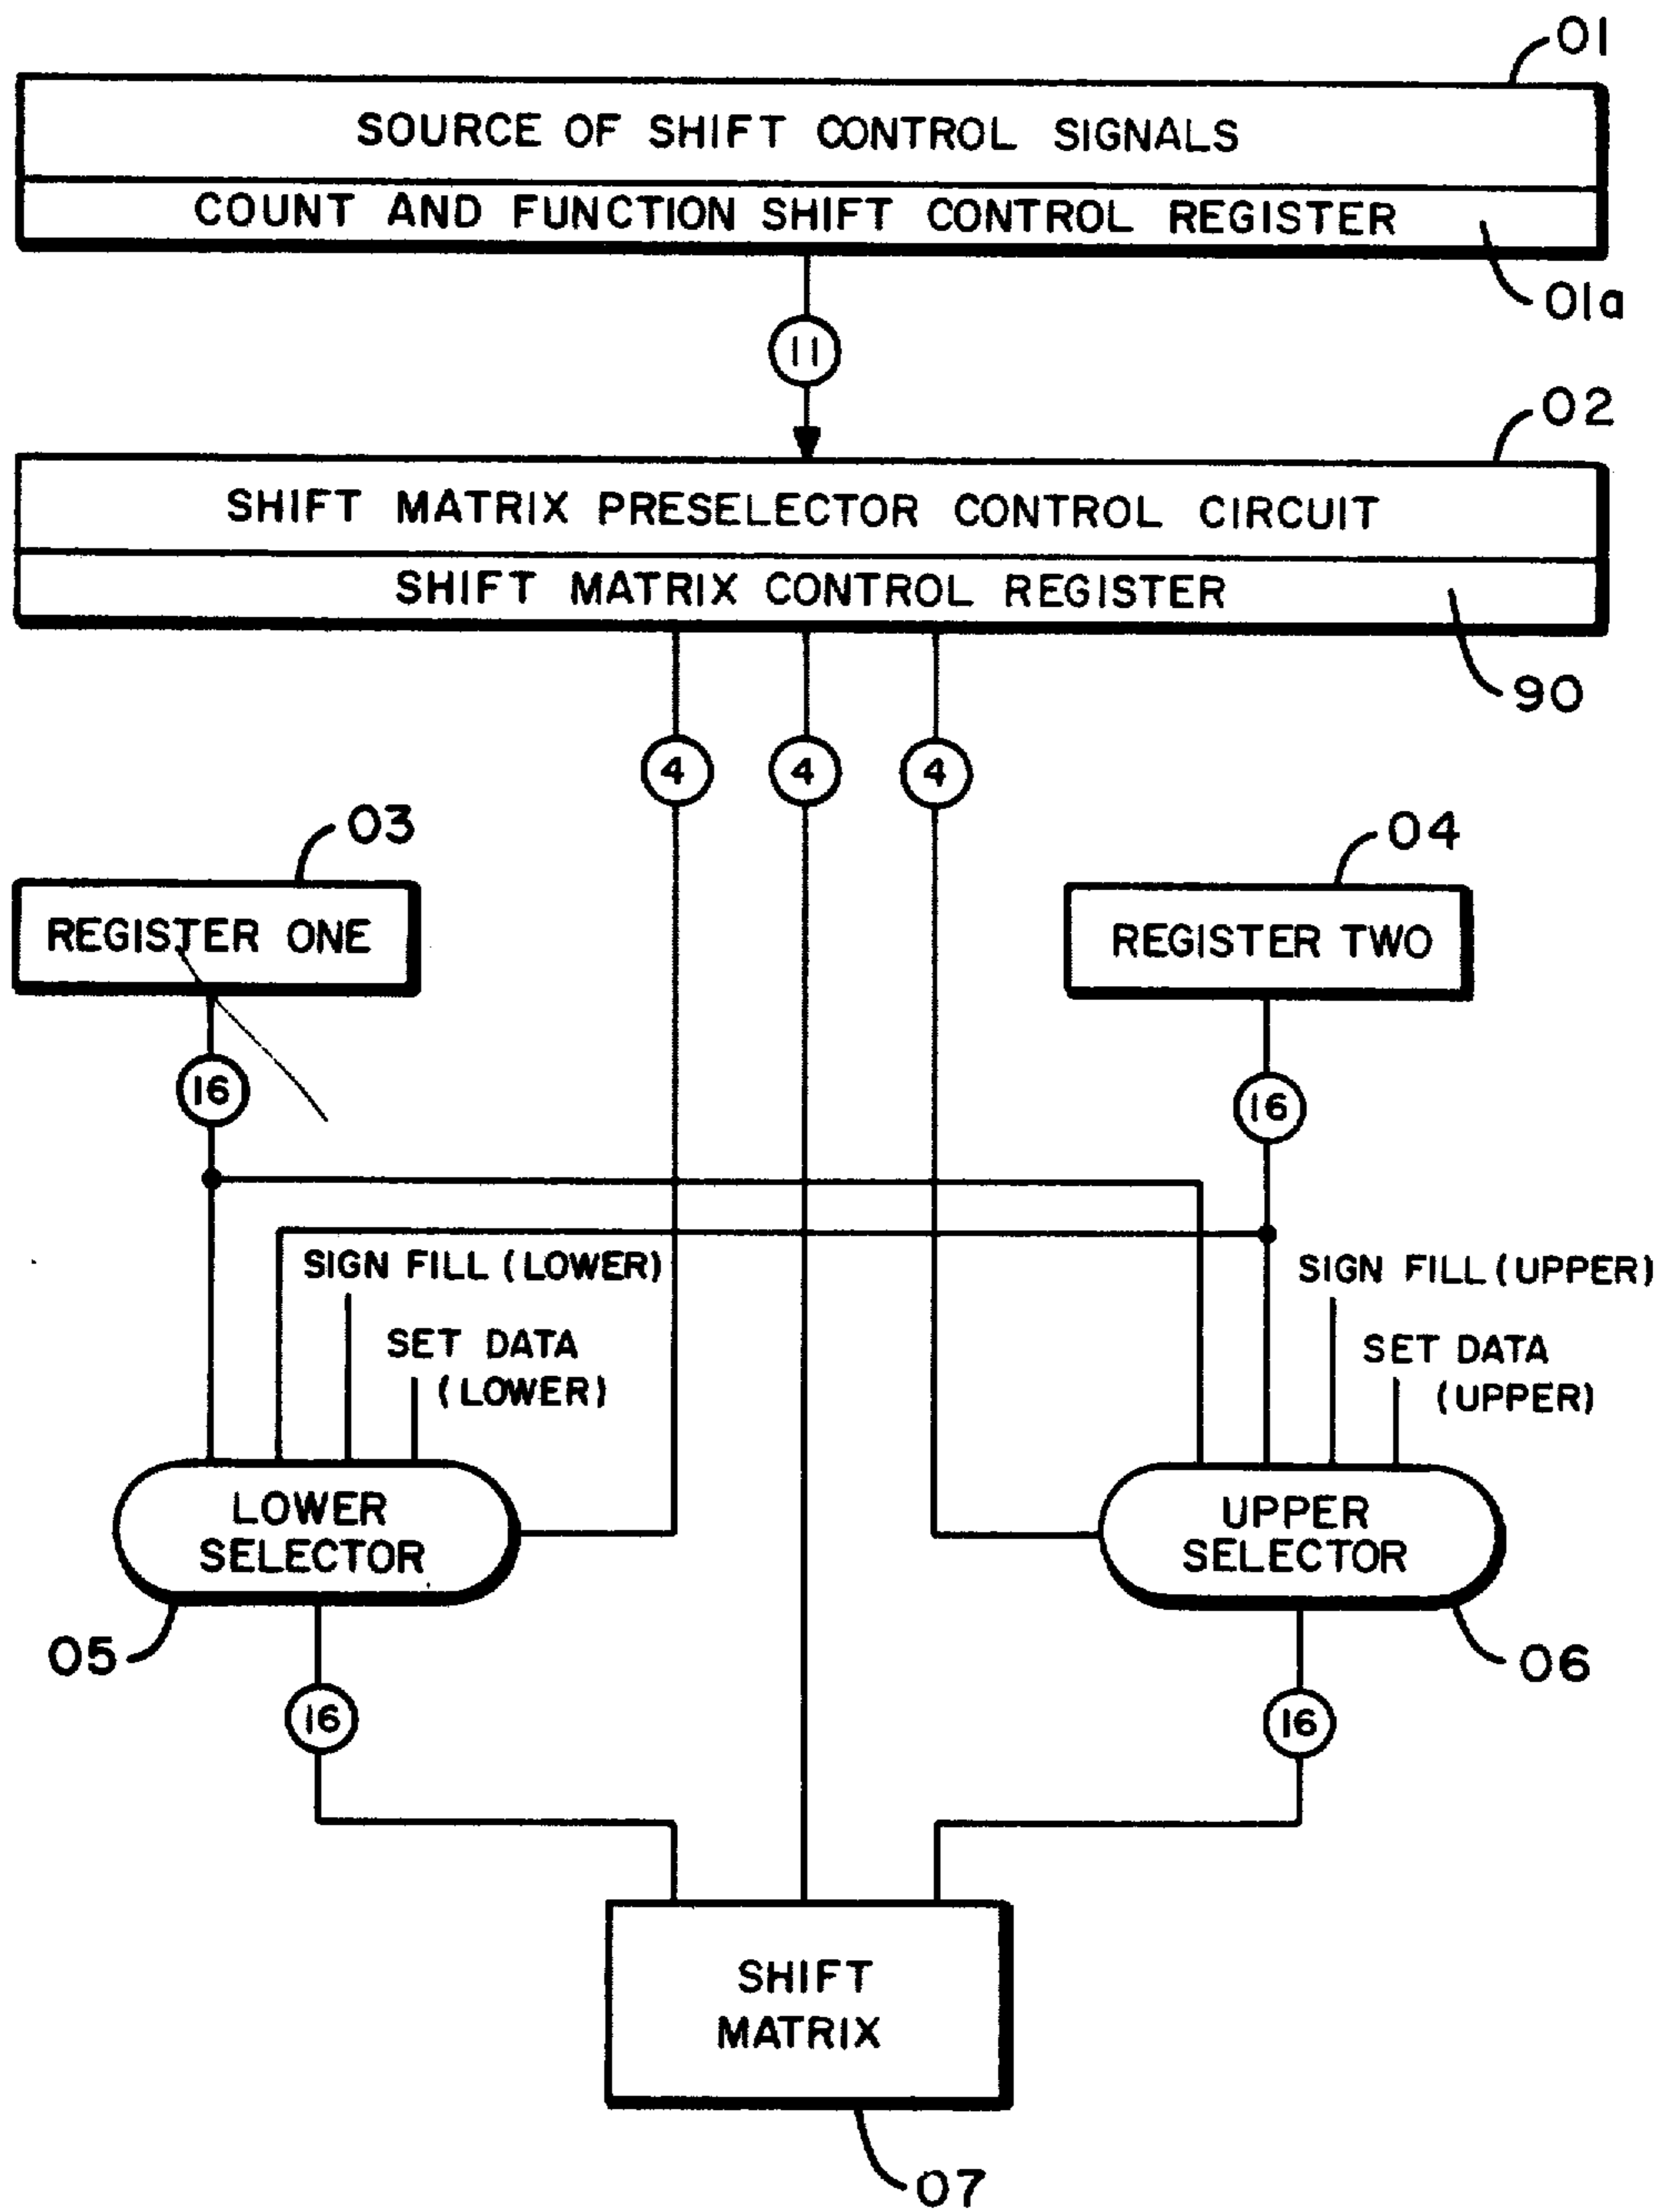 01
SOURCE OF SHIFT CONTROL SIGNALS
COUNT AND FUNCTION SHIFT CONTROL REGISTER
01a
11
02
SHIFT MATRIX PRESELECTOR CONTROL CIRCUIT
SHIFT MATRIX CONTROL REGISTER
90
4
4
4
03
04
REGISTER ONE
REGISTER TWO
16
16
SIGN FILL (LOWER)
SIGN FILL (UPPER)
SET DATA
(LOWER)
SET DATA
(UPPER)
LOWER
SELECTOR
UPPER
SELECTOR
05
06
16
16
SHIFT
MATRIX
07